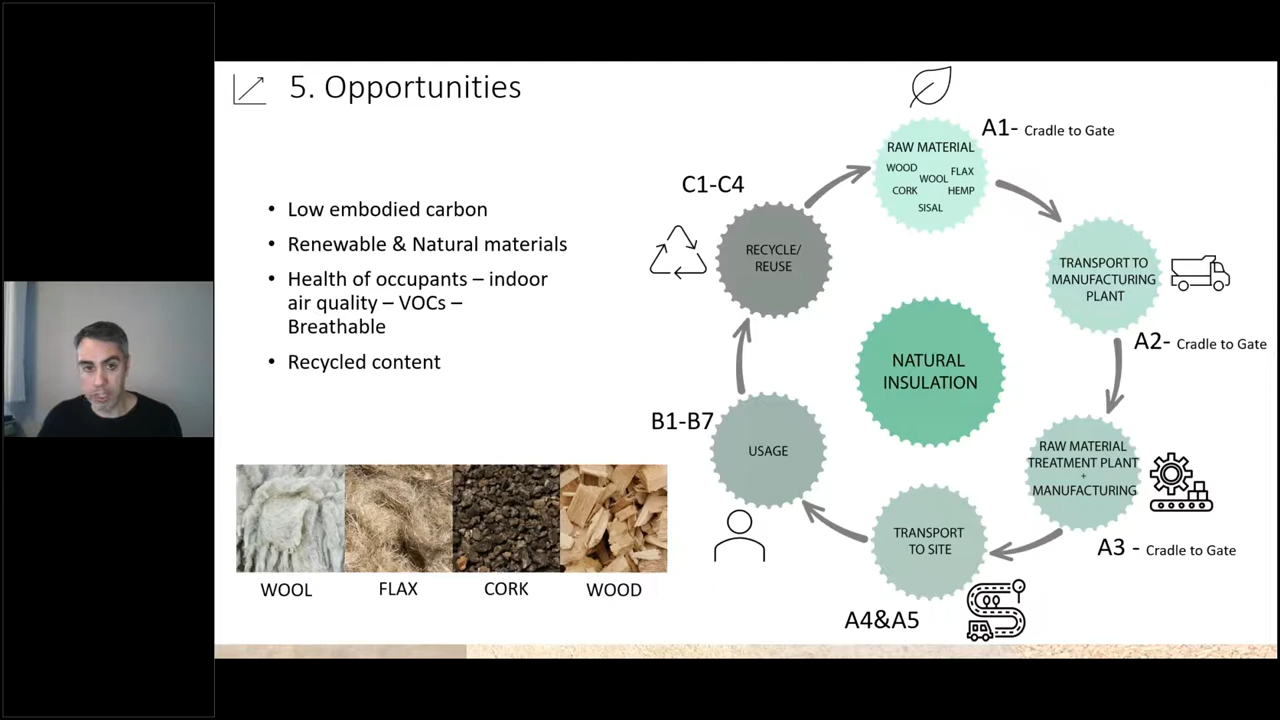 5. Opportunities
• Low embodied carbon
• Renewable & Natural materials
• Health of occupants – indoor
air quality – VOCs –
Breathable
• Recycled content
WOOL
FLAX
CORK
WOOD
A1- Cradle to Gate
RAW MATERIAL
WOOD
WOOL
FLAX
CORK
HEMP
SISAL
TRANSPORT TO
MANUFACTURING
PLANT
A2- Cradle to Gate
RAW MATERIAL
TREATMENT PLANT
+
MANUFACTURING
A3 - Cradle to Gate
TRANSPORT
TO SITE
A4&A5
USAGE
B1-B7
RECYCLE/
REUSE
C1-C4
NATURAL
INSULATION